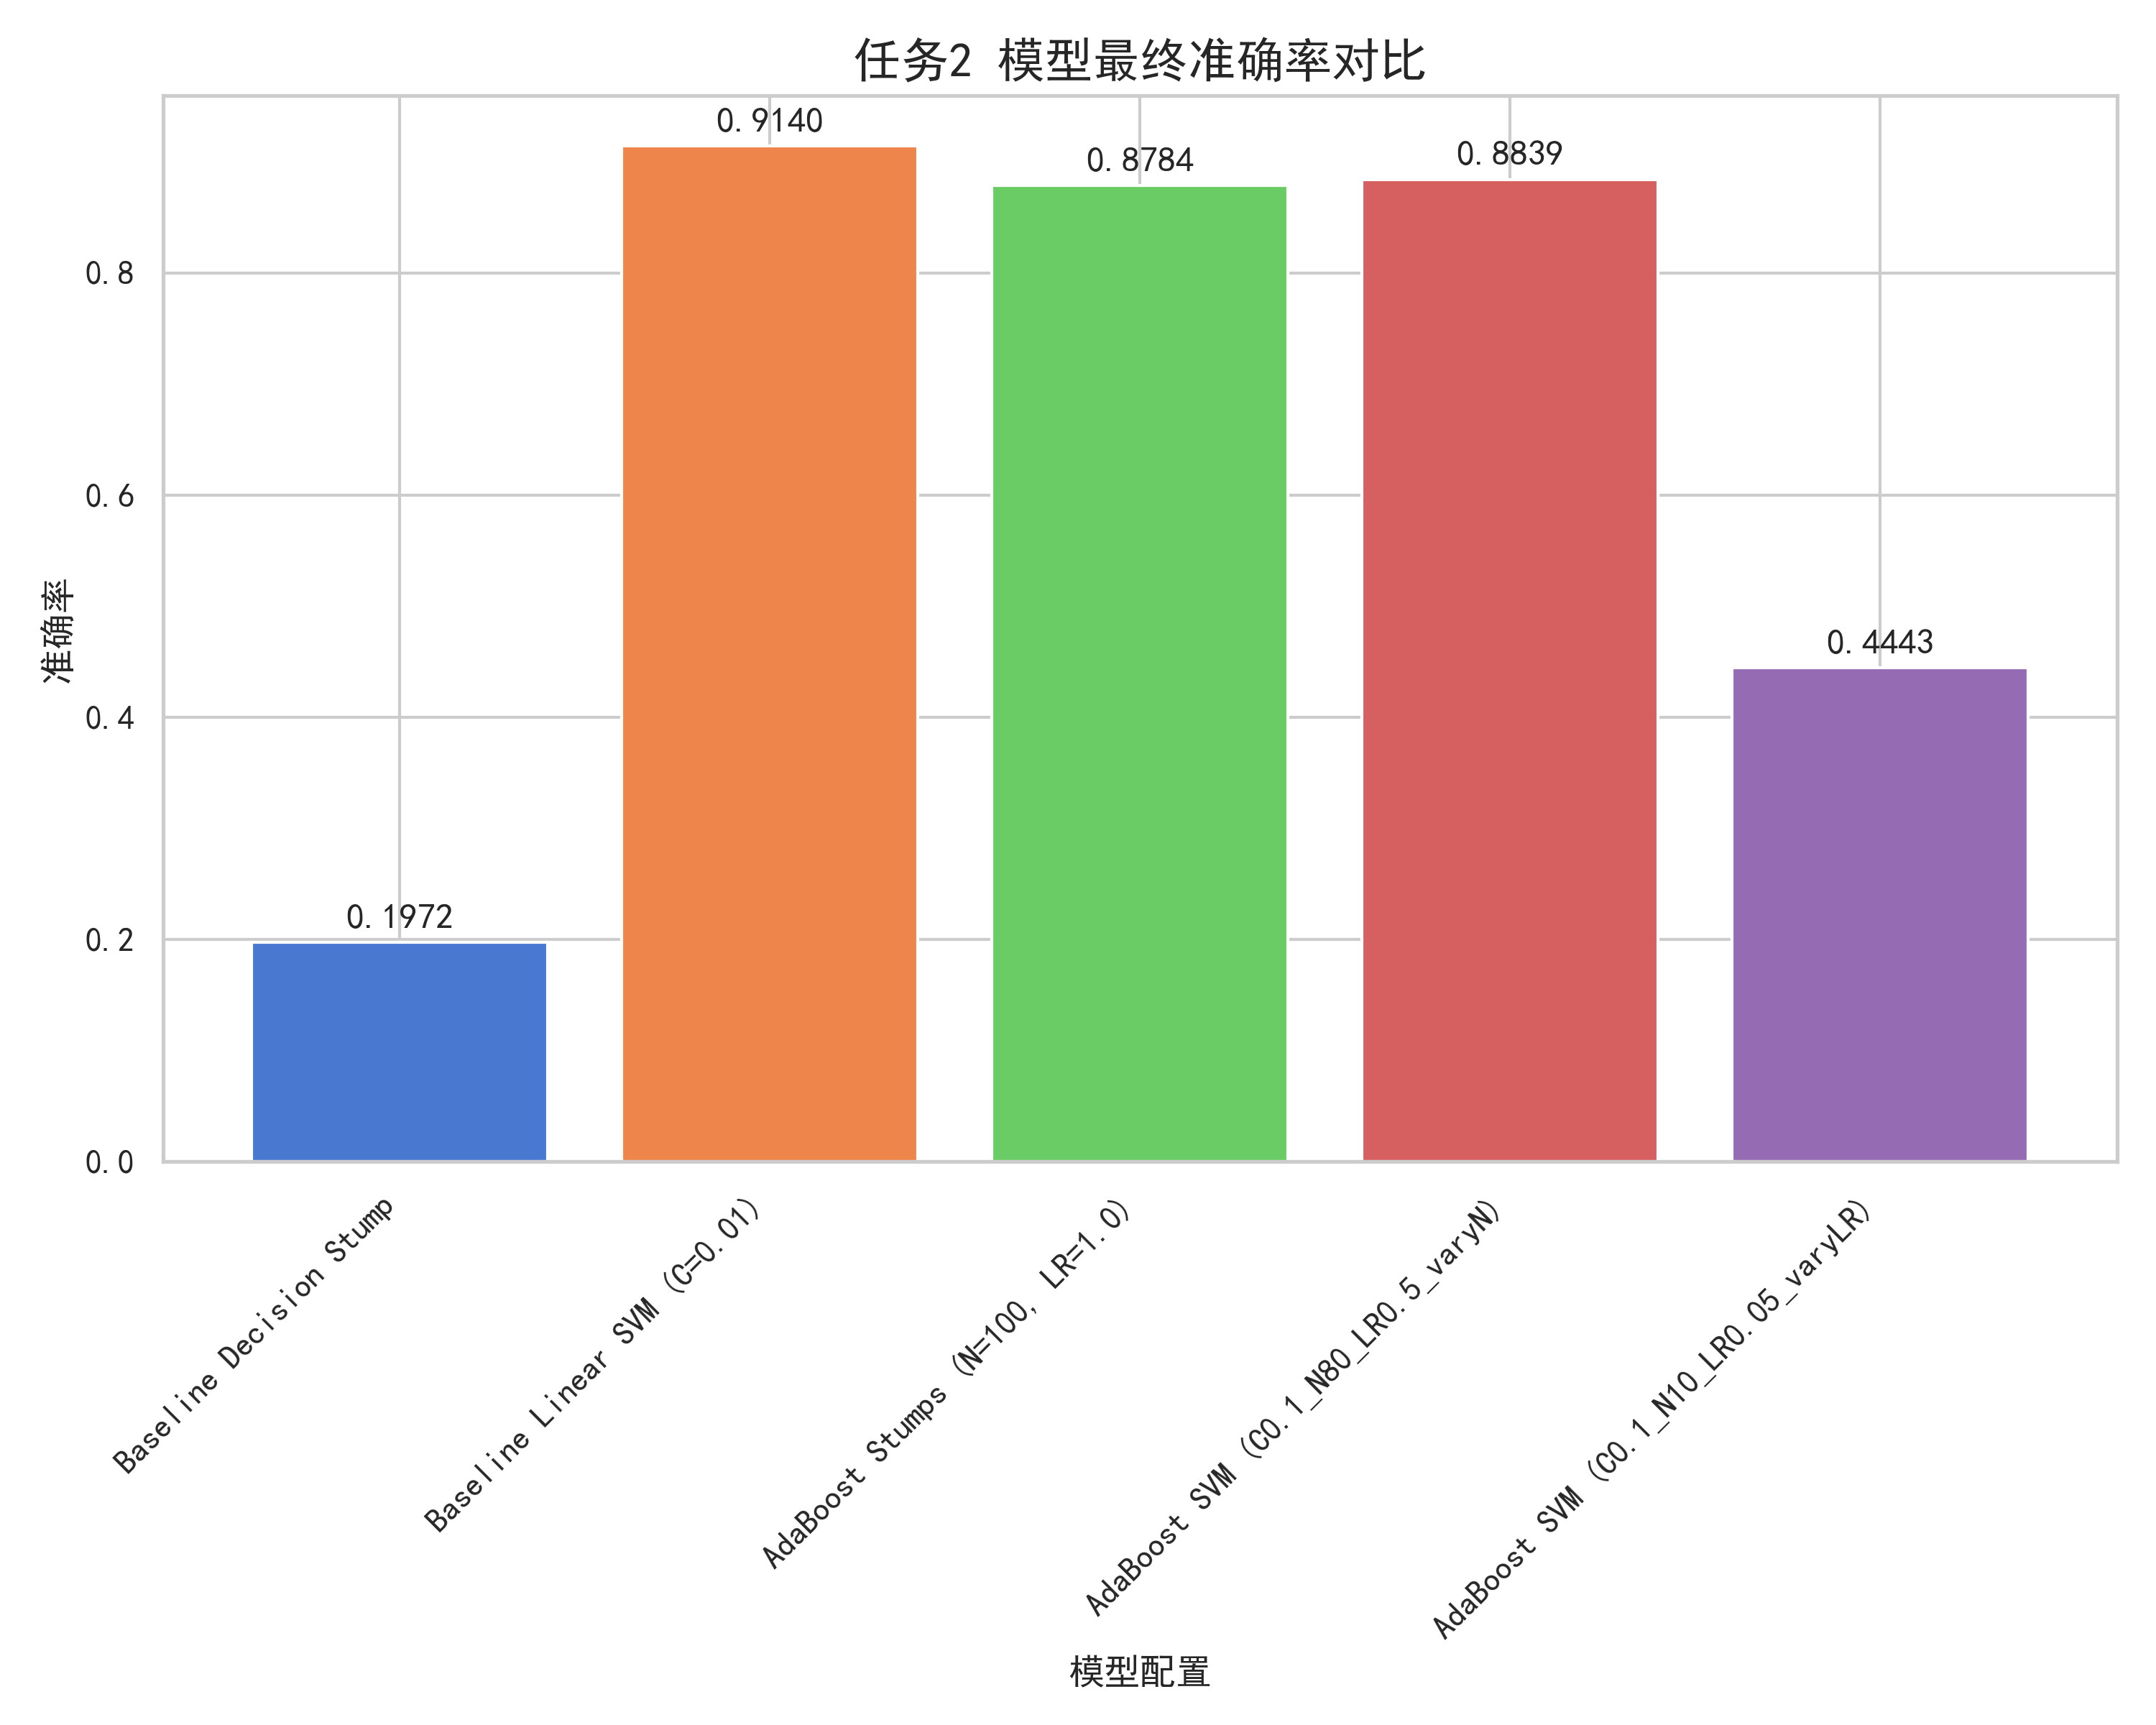 任务2 模型最终准确率对比
0.9140
0.8784
0.8839
0.4443
0.1972
准确率
0.8
0.6
0.4
0.2
0.0
Baseline Decision Stump
Baseline Linear SVM (C=0.01)
AdaBoost Stumps (N=100, LR=1.0)
AdaBoost SVM (C0.1_N80_LR0.5_varyN)
AdaBoost SVM (C0.1_N10_LR0.05_varyLR)
模型配置